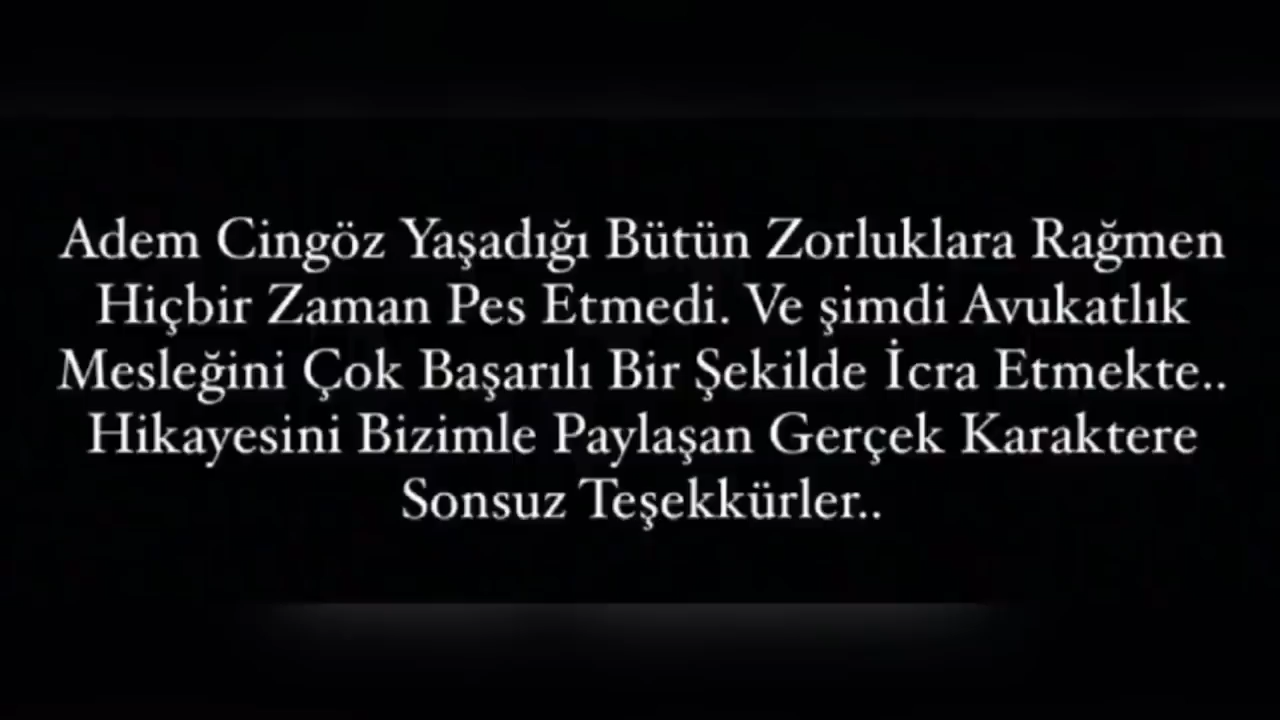 Adem Cingöz Yaşadığı Bütün Zorluklara Rağmen
Hiçbir Zaman Pes Etmedi. Ve şimdi Avukatlık
Mesleğini Çok Başarılı Bir Şekilde İcra Etmekte..
Hikayesini Bizimle Paylaşan Gerçek Karaktere
Sonsuz Teşekkürler..